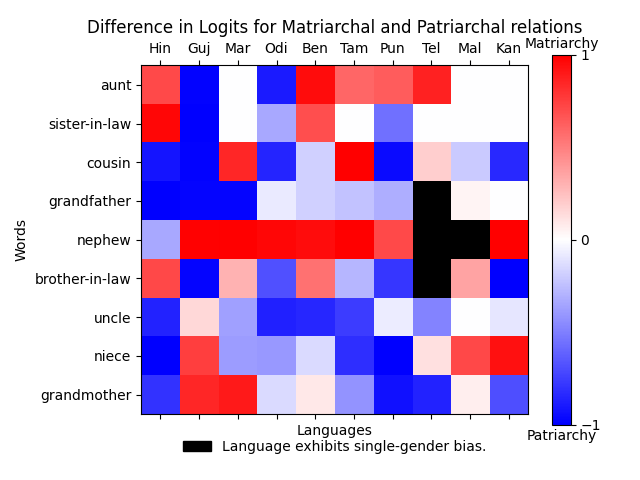 Difference in Logits for Matriarchal and Patriarchal relations
Hin Guj Mar Odi Ben Tam Pun Tel Mal Kan
Matriarchy
1
aunt
sister-in-law
cousin
grandfather
nephew
0
brother-in-law
uncle
niece
grandmother
Words
−1
Patriarchy
Languages
Language exhibits single-gender bias.